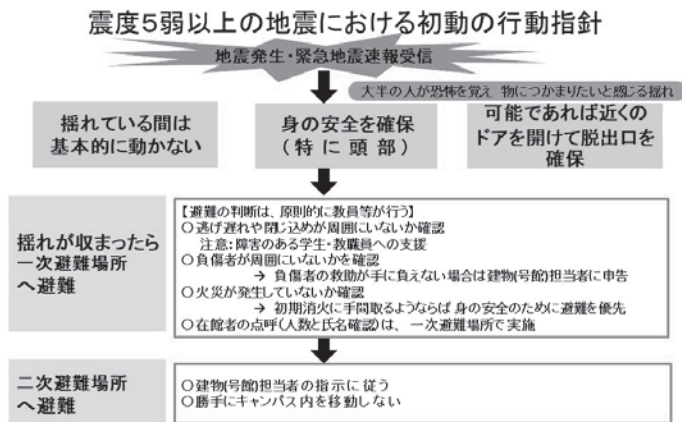 震度5弱以上の地震における初動の行動指針
地震発生・緊急地震速報受信
大半の人が恐怖を覚え 物につかまりたいと感じる揺れ
揺れている間は
基本的に動かない
身の安全を確保
(特に頭部)
可能であれば近くの
ドアを開けて脱出口を
確保
揺れが収まったら
一次避難場所
へ避難
【避難の判断は、原則的に教員等が行う】
○逃げ遅れや閉じ込めが周囲にいないか確認
注意:障害のある学生・教職員への支援
○負傷者が周囲にいないかを確認
→ 負傷者の救助が手に負えない場合は建物(号館)担当者に申告
○火災が発生していないか確認
→ 初期消火に手間取るようならば 身の安全のために避難を優先
○在館者の点呼(人数と氏名確認)は、一次避難場所で実施
二次避難場所
へ避難
○建物(号館)担当者の指示に従う
○勝手にキャンパス内を移動しない